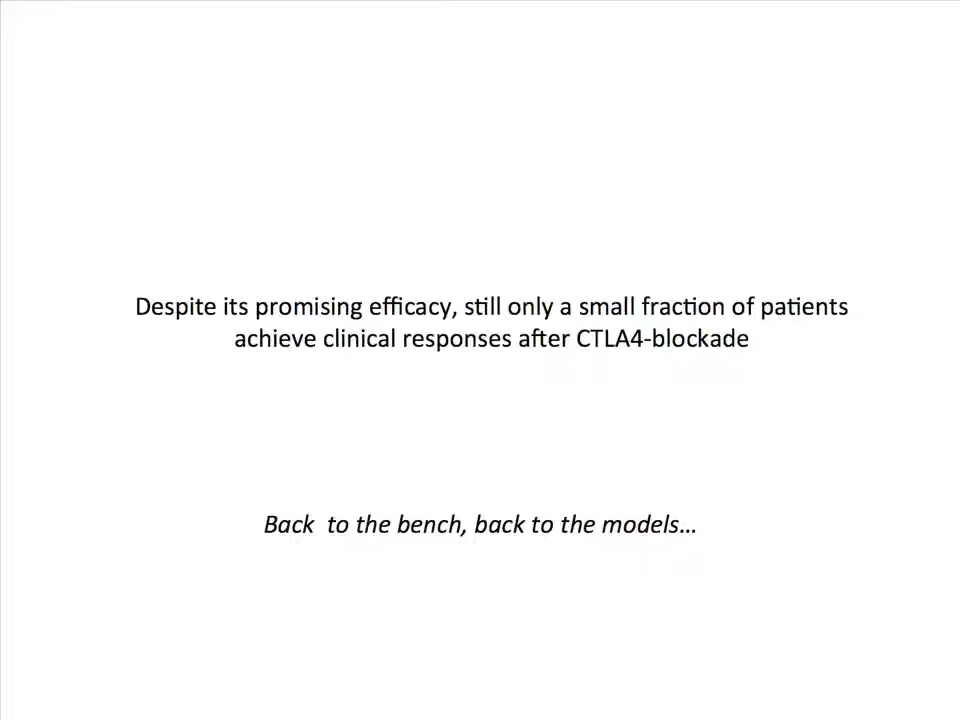 Despite its promising efficacy, still only a small fraction of patients
achieve clinical responses after CTLA4-blockade
Back  to the bench, back to the models…